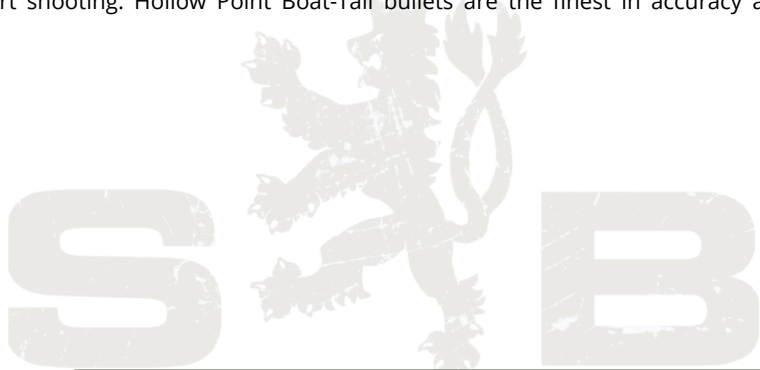 rt shooting. Hollow Point Boat-Tail bullets are the finest in accuracy a
S B